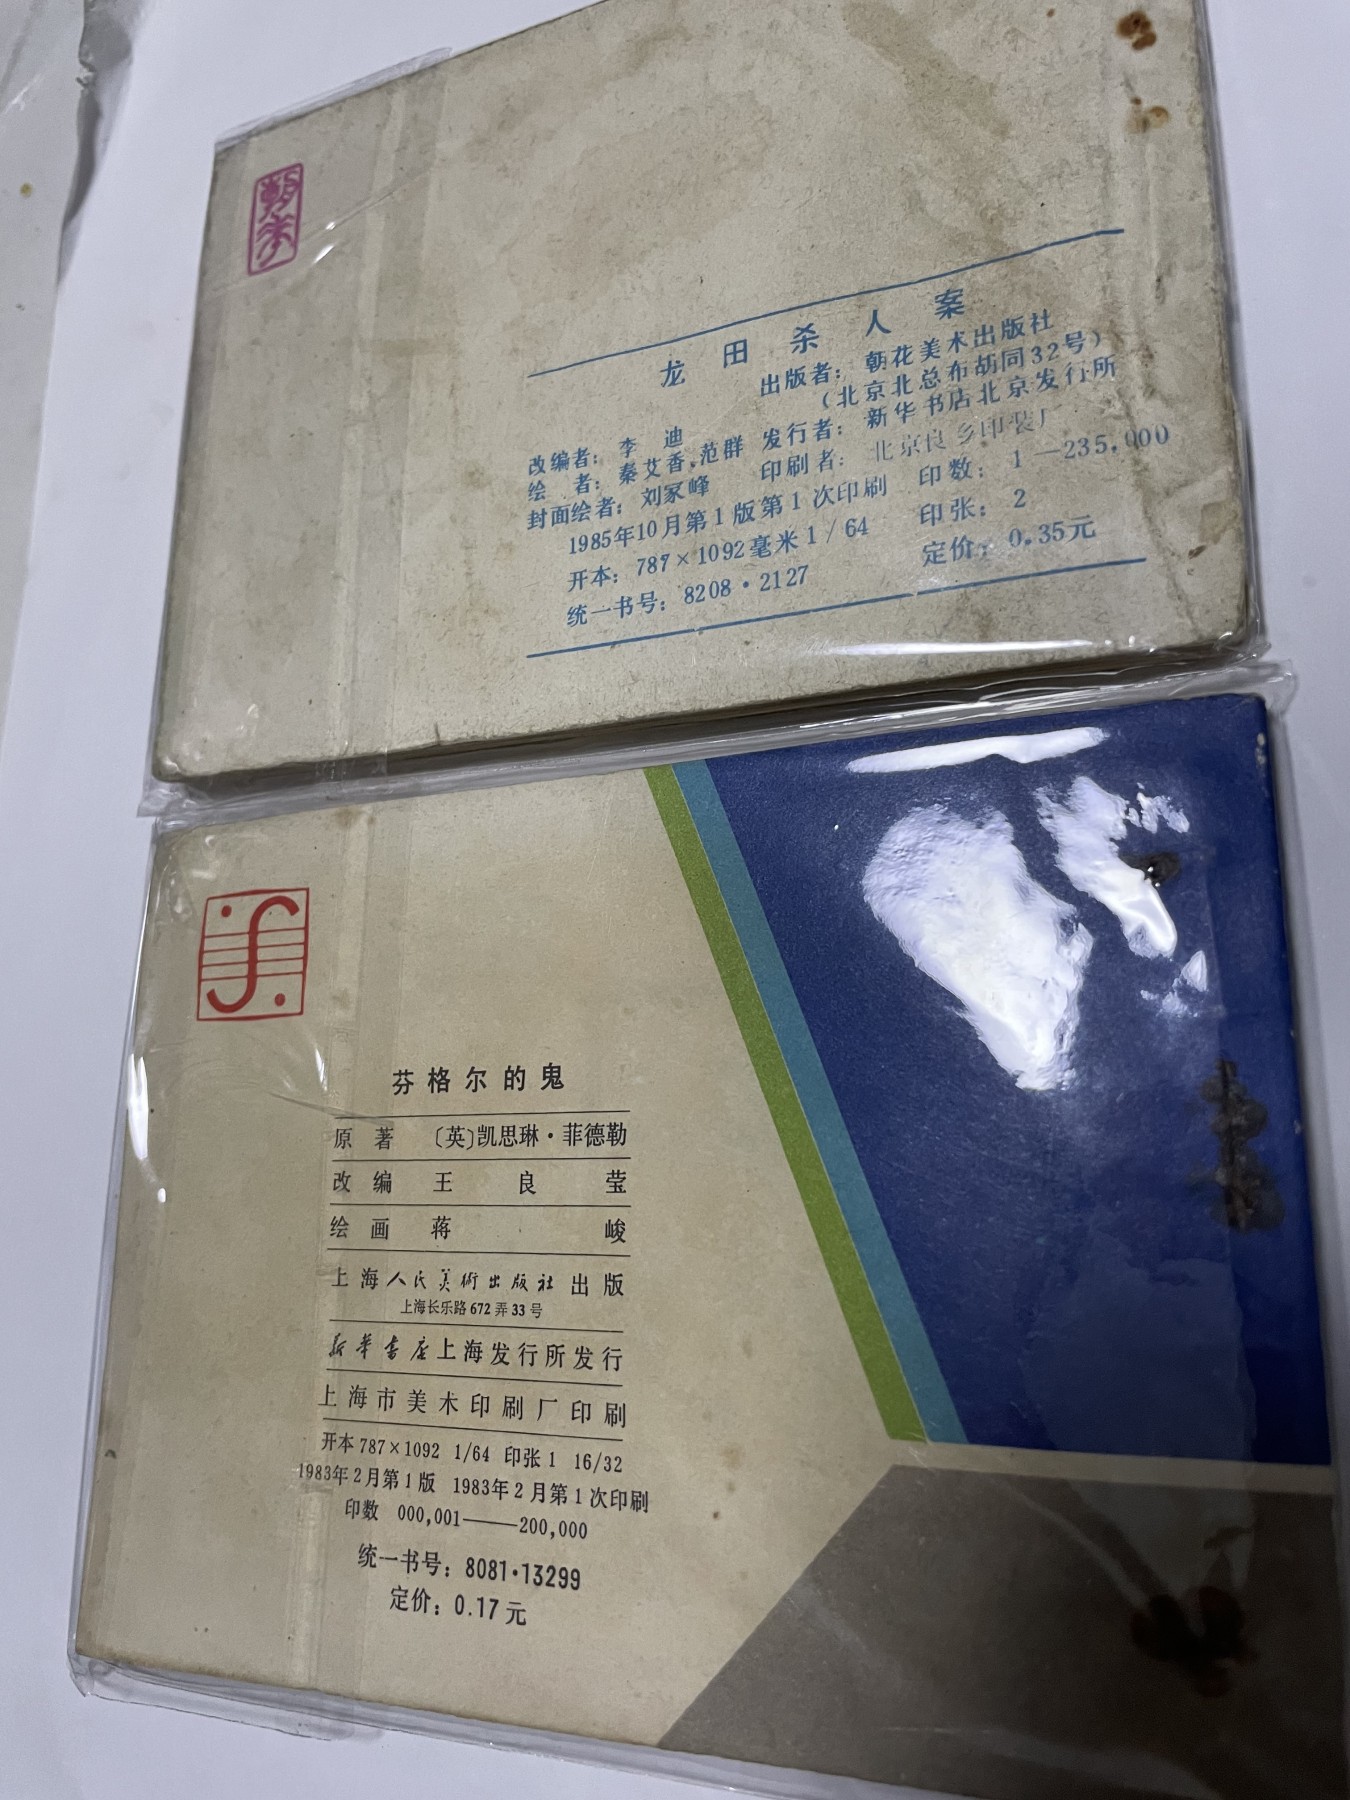 朝花
龙田杀人案
出版者：朝花美术出版社
（北京北总布胡同32号）
改编者：李迪 发行者：新华书店北京发行所
绘者：秦艾香、范群 印刷者：北京良乡印装厂
封面绘者：刘冢峰 印数：1—235,000
1985年10月第1版第1次印刷 印张：2
开本：787×1092毫米1/64 定价：0.35元
统一书号：8208·2127
芬格尔的鬼
原著 〔英〕凯思琳·菲德勒
改编 王良莹
绘画 蒋峻
上海人民美術出版社出版
上海长乐路672弄33号
新華書店上海发行所发行
上海市美术印刷厂印刷
开本787×1092 1/64 印张1 16/32
1983年2月第1版 1983年2月第1次印刷
印数 000,001——200,000
统一书号：8081·13299
定价：0.17元